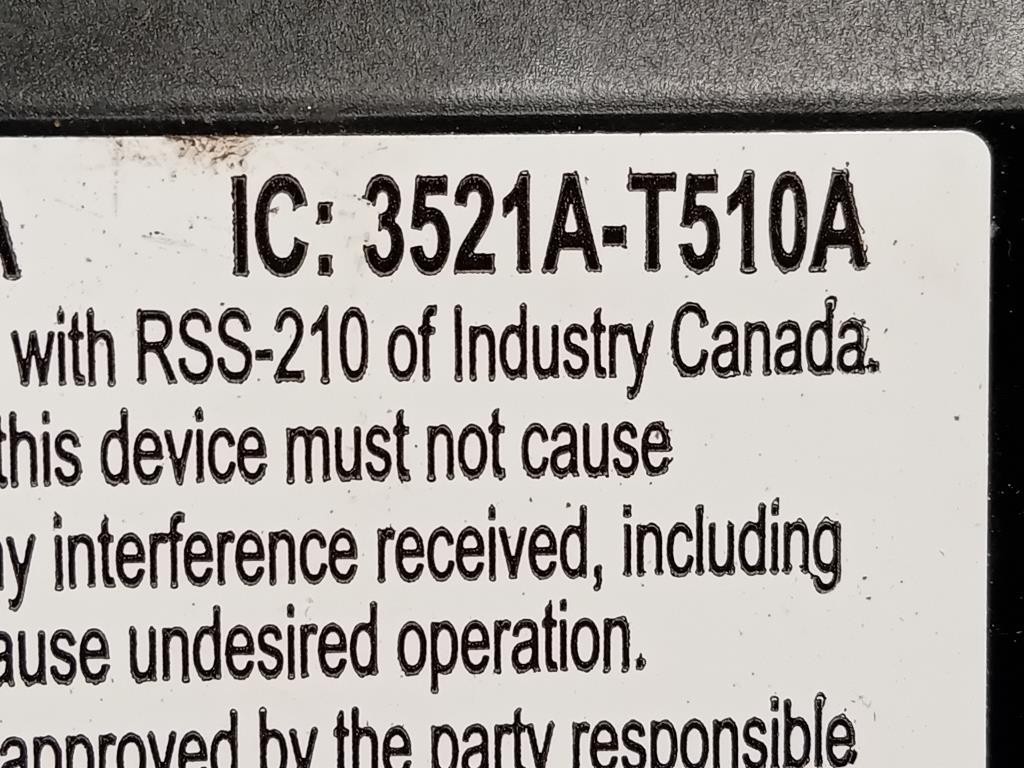 IC: 3521A-T510A
with RSS-210 of Industry Canada.
this device must not cause
interference received, including
undesired operation.
approved by the party responsible